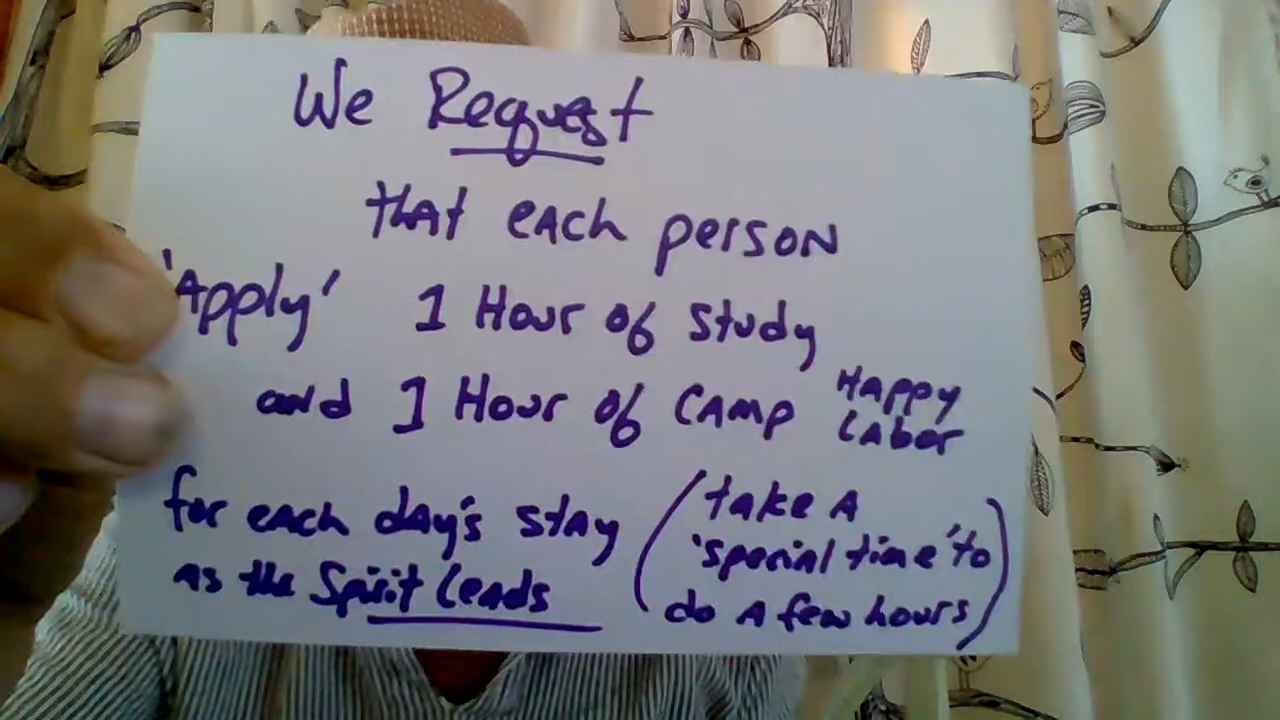 We Request
that each person
'Apply' 1 Hour of study
and 1 Hour of CAMP HAPPY LABOR
for each day's stay
as the Spirit Leads
(take A
'special time' to
do A few hours)